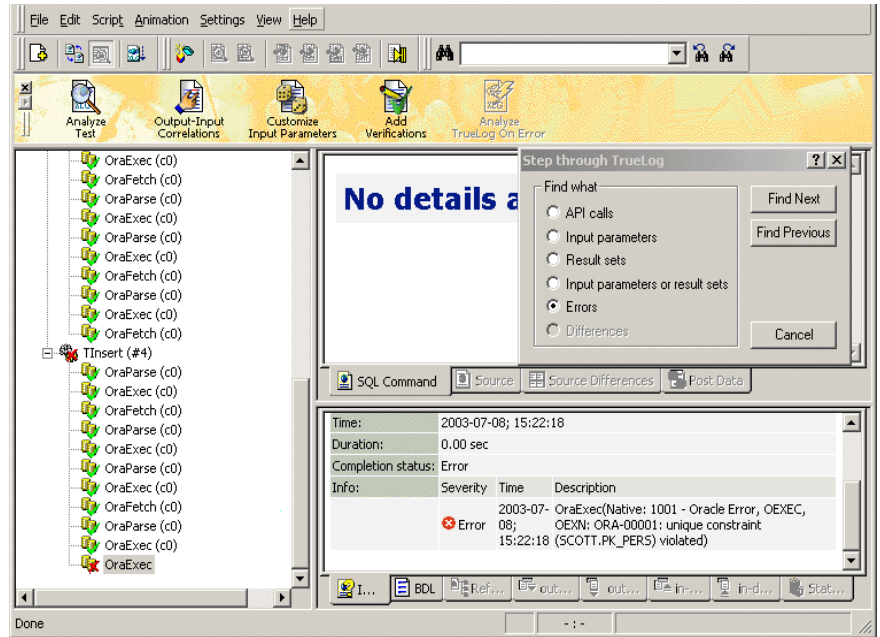 File Edit Script Animation Settings View Help
Analyze Test
Output-Input Correlations
Customize Input Parameters
Add Verifications
Analyze TrueLog On Error
OraExec (c0)
OraFetch (c0)
OraParse (c0)
OraExec (c0)
OraParse (c0)
OraExec (c0)
OraFetch (c0)
OraParse (c0)
OraExec (c0)
OraFetch (c0)
TInsert (#4)
OraParse (c0)
OraExec (c0)
OraFetch (c0)
OraParse (c0)
OraExec (c0)
OraExec (c0)
OraFetch (c0)
OraParse (c0)
OraExec (c0)
OraExec
No details a
Step through TrueLog
Find what
API calls
Input parameters
Result sets
Input parameters or result sets
Errors
Differences
Find Next
Find Previous
Cancel
SQL Command Source Source Differences Post Data
Time: 2003-07-08; 15:22:18
Duration: 0.00 sec
Completion status: Error
Info: Severity Time Description
2003-07- OraExec(Native: 1001 - Oracle Error, OEXEC,
Error 08; OEXN: ORA-00001: unique constraint
15:22:18 (SCOTT.PK_PERS) violated)
I... BDL Ref... out... out... in-... in-d... Stat...
Done -:-